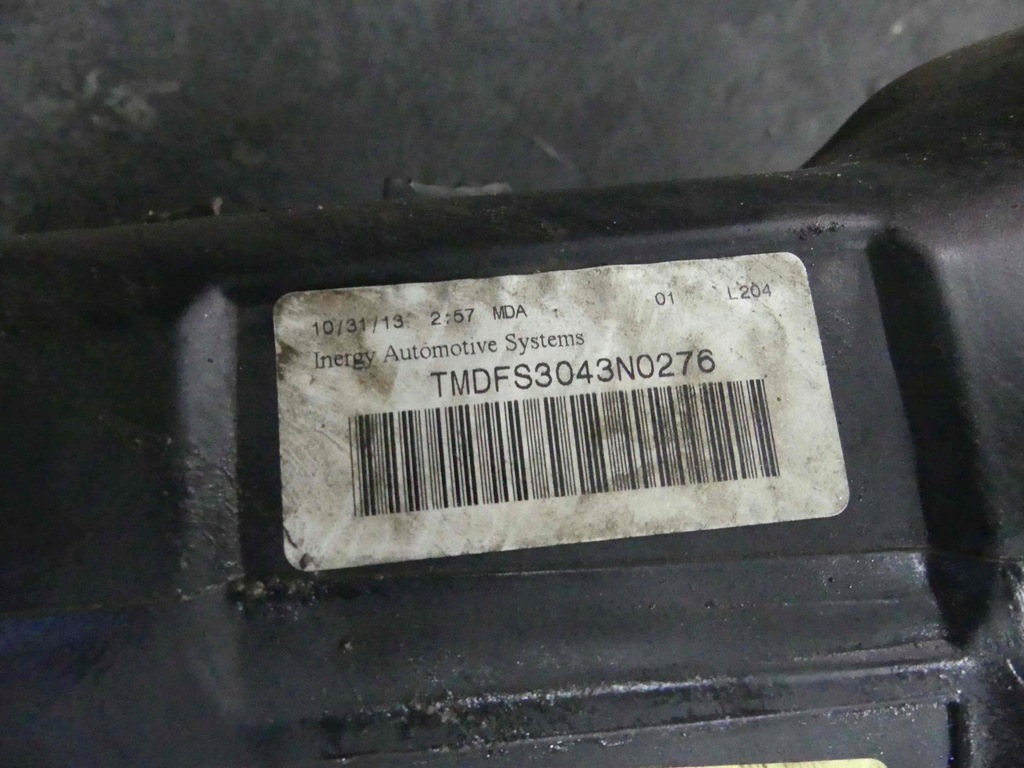 10/31/13 2:57 MDA 01 L204
Inergy Automotive Systems
TMDFS3043N0276